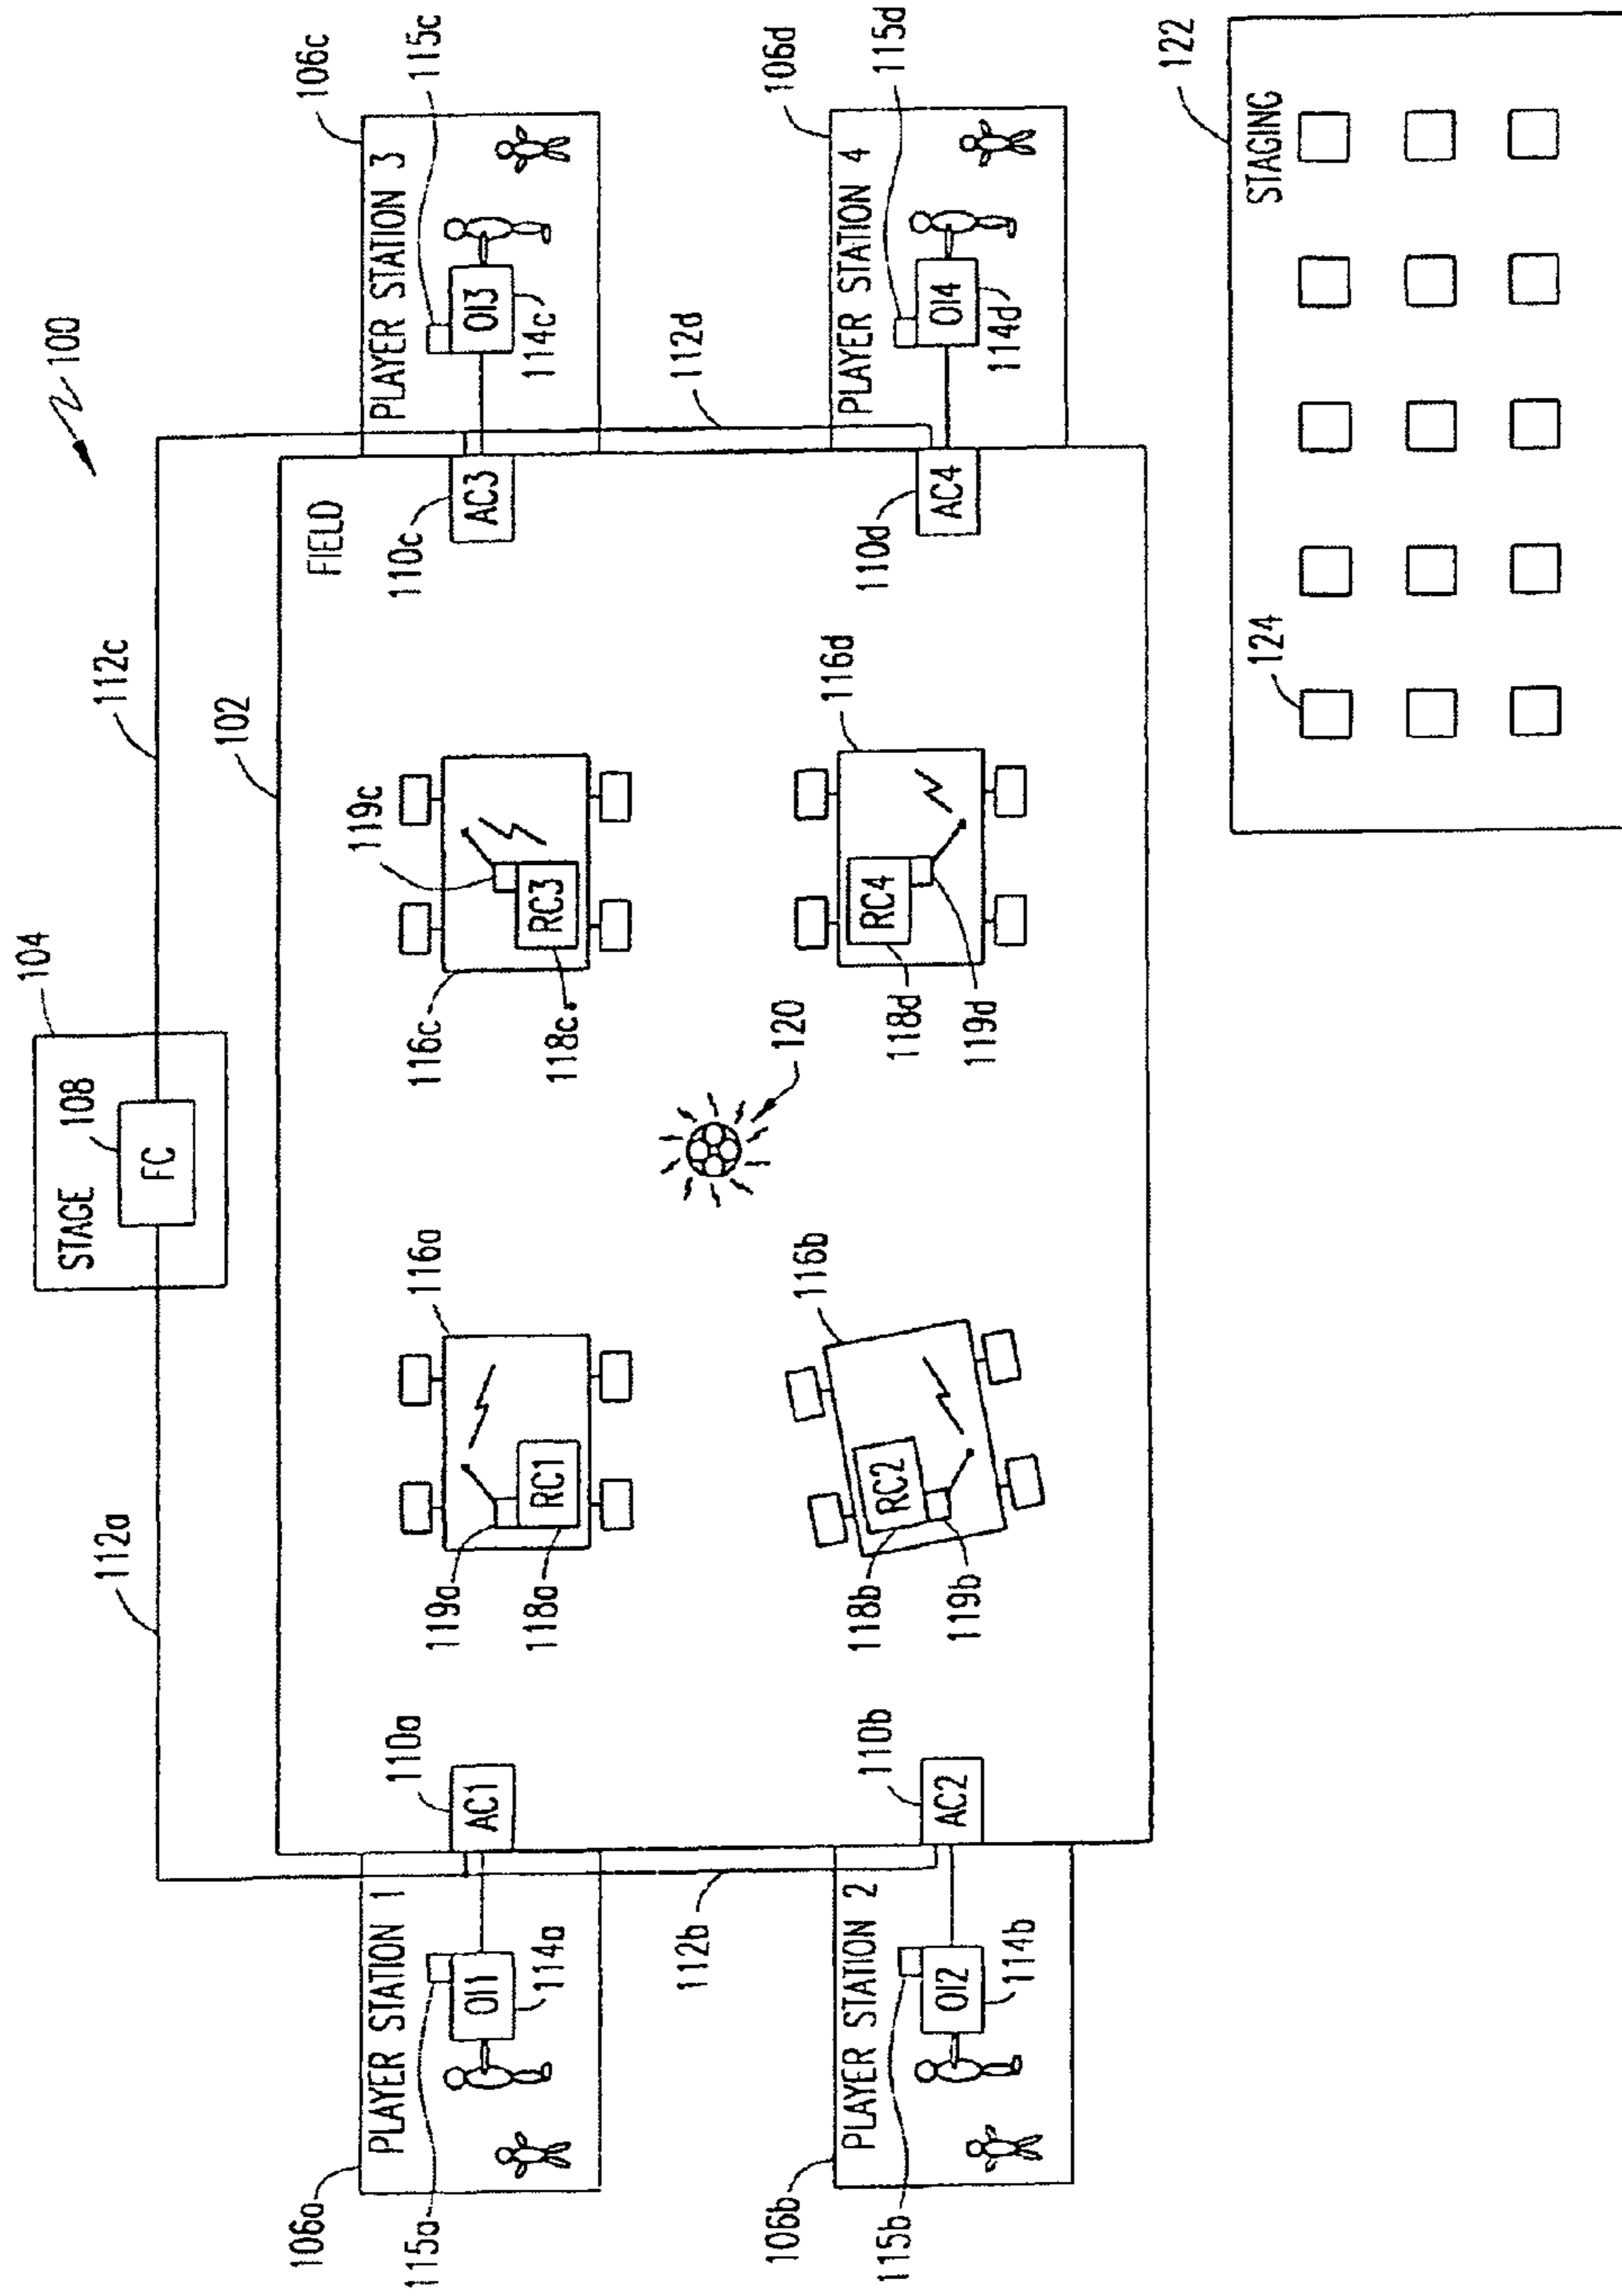 100
104
STAGE
108
FC
112a
112c
102
FIELD
106a
PLAYER STATION 1
115a
OI1
114a
110a
AC1
116a
119a
RC1
118a
116c
119c
RC3
118c
110c
AC3
106c
PLAYER STATION 3
115c
OI3
114c
120
112b
112d
106b
PLAYER STATION 2
115b
OI2
114b
110b
AC2
116b
118b
RC2
119b
116d
118d
RC4
119d
110d
AC4
106d
PLAYER STATION 4
115d
OI4
114d
122
STAGING
124